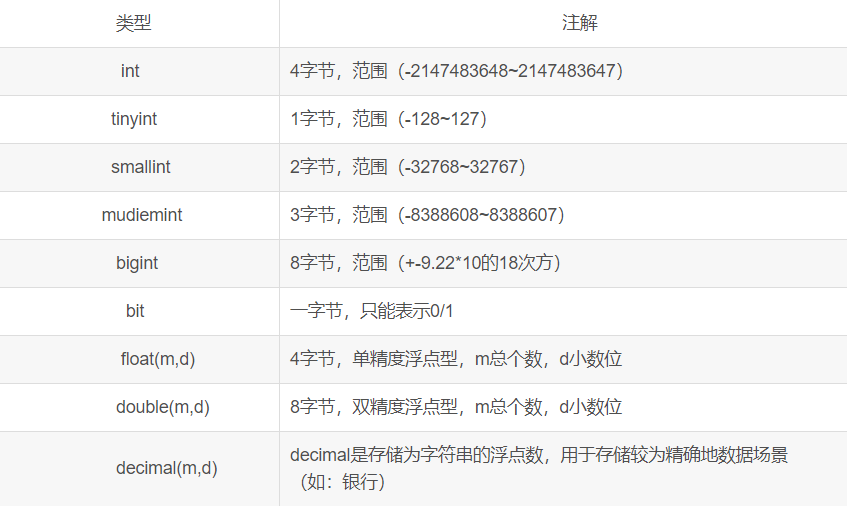 类型 注解
int 4字节，范围（-2147483648~2147483647）
tinyint 1字节，范围（-128~127）
smallint 2字节，范围（-32768~32767）
mudiemint 3字节，范围（-8388608~8388607）
bigint 8字节，范围（+-9.22*10的18次方）
bit 一字节，只能表示0/1
float(m,d) 4字节，单精度浮点型，m总个数，d小数位
double(m,d) 8字节，双精度浮点型，m总个数，d小数位
decimal(m,d) decimal是存储为字符串的浮点数，用于存储较为精确地数据场景
（如：银行）